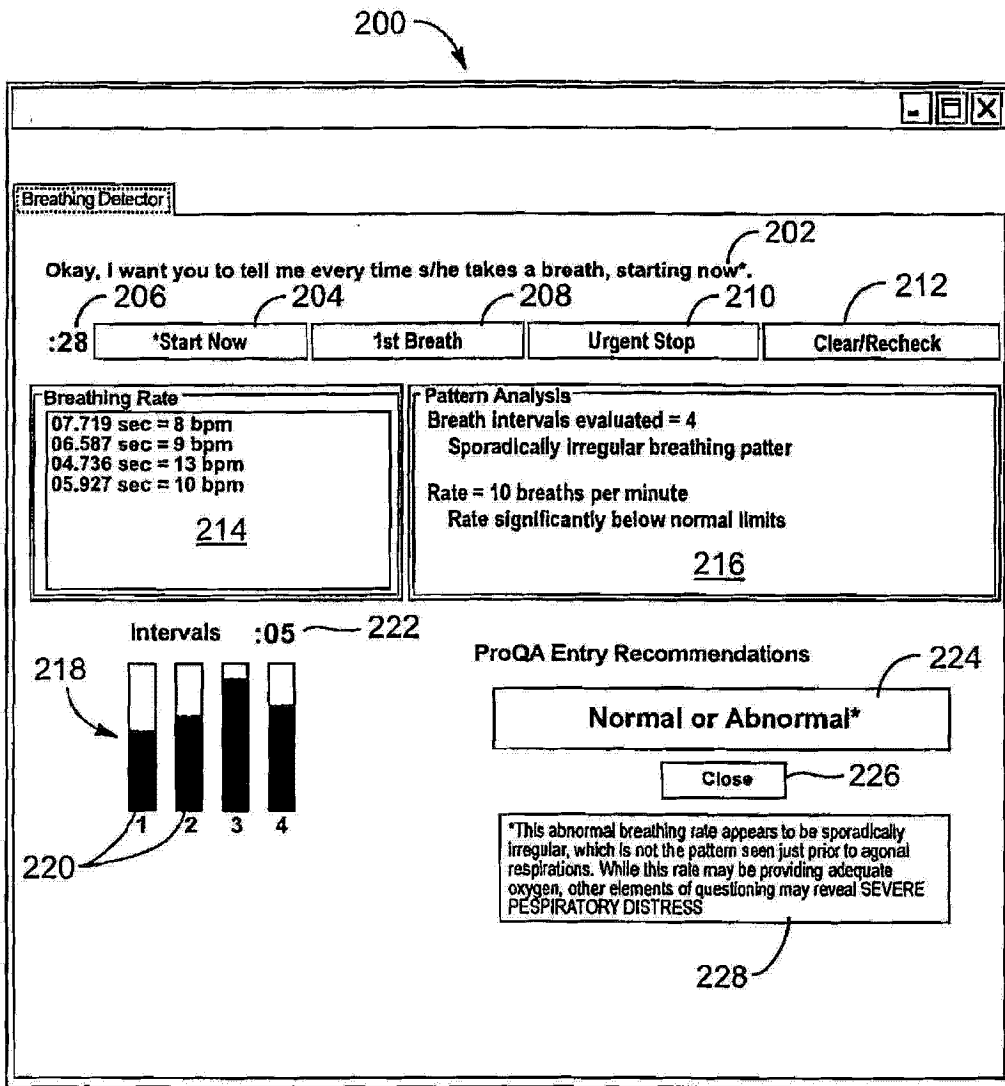 200
Breathing Detector
202
Okay, I want you to tell me every time s/he takes a breath, starting now*.
206 204 208 210 212
:28 *Start Now 1st Breath Urgent Stop Clear/Recheck
Breathing Rate
07.719 sec = 8 bpm
06.587 sec = 9 bpm
04.736 sec = 13 bpm
05.927 sec = 10 bpm
214
Pattern Analysis
Breath intervals evaluated = 4
Sporadically irregular breathing patter
Rate = 10 breaths per minute
Rate significantly below normal limits
216
Intervals :05 222
218
1 2 3 4
220
ProQA Entry Recommendations
224
Normal or Abnormal*
Close 226
*This abnormal breathing rate appears to be sporadically
irregular, which is not the pattern seen just prior to agonal
respirations. While this rate may be providing adequate
oxygen, other elements of questioning may reveal SEVERE
PESPIRATORY DISTRESS
228